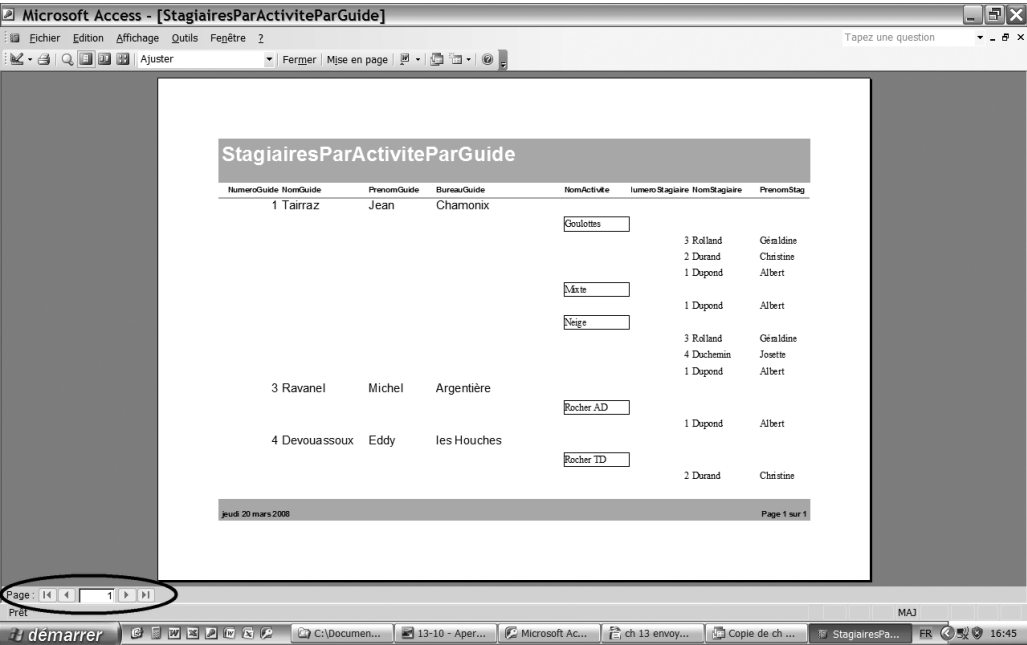 Microsoft Access - [StagiairesParActiviteParGuide]
Fichier Edition Affichage Outils Fenêtre ? Tapez une question
Ajuster Fermer Mise en page
StagiairesParActiviteParGuide
NumeroGuide NomGuide PrenomGuide BureauGuide NomActivite lumeroStagiaire NomStagiaire PrenomStag
1 Tairraz Jean Chamonix
Goulottes
3 Rolland Géraldine
2 Durand Christine
1 Dupond Albert
Mixte
1 Dupond Albert
Neige
3 Rolland Géraldine
4 Duchemin Josette
1 Dupond Albert
3 Ravanel Michel Argentière
Rocher AD
1 Dupond Albert
4 Devouassoux Eddy les Houches
Rocher TD
2 Durand Christine
jeudi 20 mars 2008 Page 1 sur 1
Page : 1
Prêt MAJ
démarrer C:\Documen... 13-10 - Aper... Microsoft Ac... ch 13 envoy... Copie de ch ... StagiairesPa... FR 16:45